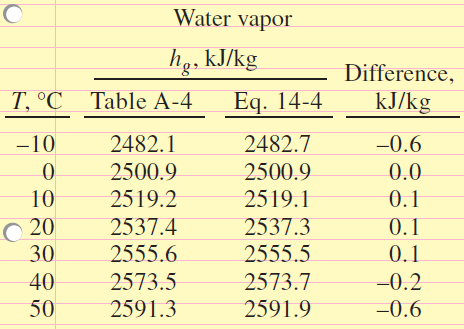 Water vapor
hg, kJ/kg
Difference,
T, °C Table A-4 Eq. 14-4 kJ/kg
−10 2482.1 2482.7 −0.6
0 2500.9 2500.9 0.0
10 2519.2 2519.1 0.1
20 2537.4 2537.3 0.1
30 2555.6 2555.5 0.1
40 2573.5 2573.7 −0.2
50 2591.3 2591.9 −0.6